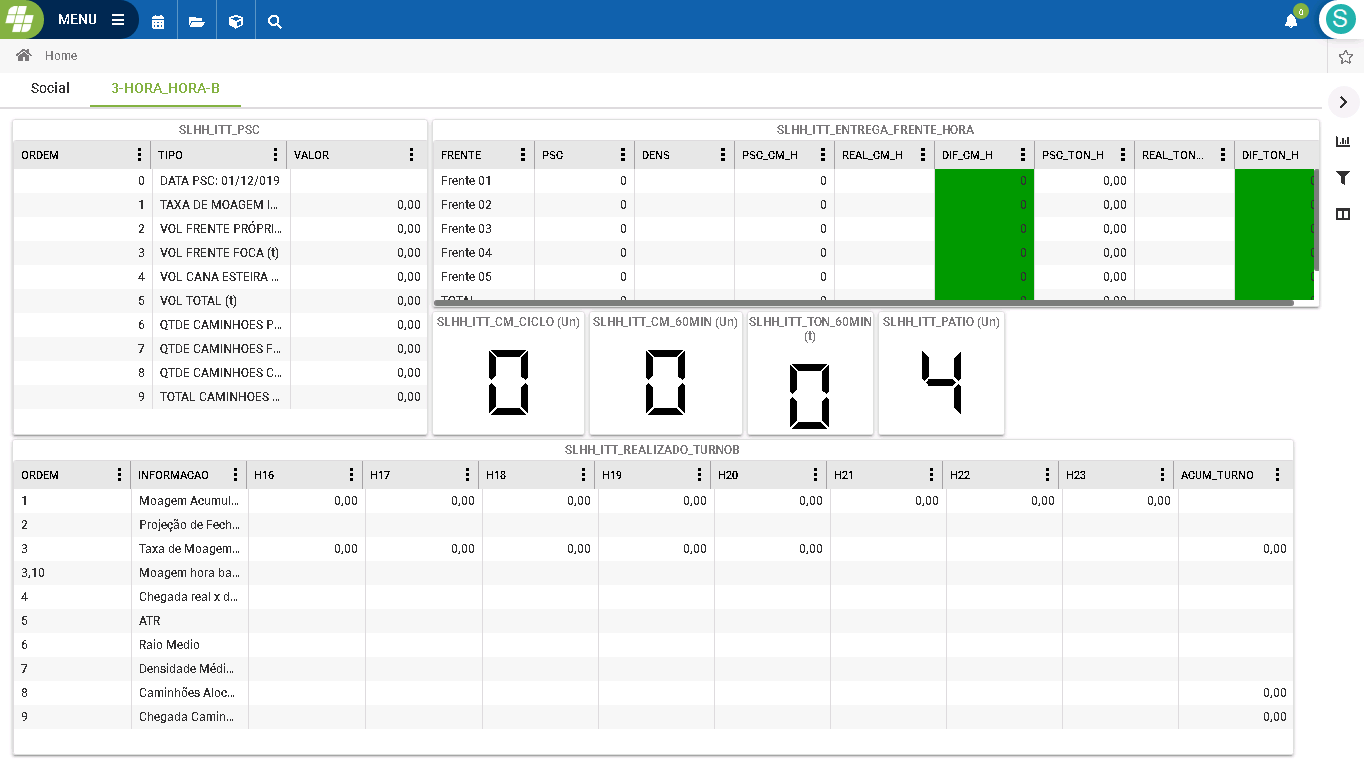 MENU
0
S
Home
Social 3-HORA_HORA-B
SLHH_ITT_PSC
ORDEM TIPO VALOR
0 DATA PSC: 01/12/019
1 TAXA DE MOAGEM I... 0,00
2 VOL FRENTE PRÓPRI... 0,00
3 VOL FRENTE FOCA (t) 0,00
4 VOL CANA ESTEIRA ... 0,00
5 VOL TOTAL (t) 0,00
6 QTDE CAMINHOES P... 0,00
7 QTDE CAMINHOES F... 0,00
8 QTDE CAMINHOES C... 0,00
9 TOTAL CAMINHOES ... 0,00
SLHH_ITT_ENTREGA_FRENTE_HORA
FRENTE PSC DENS PSC_CM_H REAL_CM_H DIF_CM_H PSC_TON_H REAL_TON... DIF_TON_H
Frente 01 0 0 0 0,00 0
Frente 02 0 0 0 0,00 0
Frente 03 0 0 0 0,00 0
Frente 04 0 0 0 0,00 0
Frente 05 0 0 0 0,00 0
TOTAL 0 0 0 0,00 0
SLHH_ITT_CM_CICLO (Un)
0
SLHH_ITT_CM_60MIN (Un)
0
SLHH_ITT_TON_60MIN
(t)
0
SLHH_ITT_PATIO (Un)
4
SLHH_ITT_REALIZADO_TURNOB
ORDEM INFORMACAO H16 H17 H18 H19 H20 H21 H22 H23 ACUM_TURNO
1 Moagem Acumul... 0,00 0,00 0,00 0,00 0,00 0,00 0,00 0,00
2 Projeção de Fech...
3 Taxa de Moagem... 0,00 0,00 0,00 0,00 0,00 0,00
3,10 Moagem hora ba...
4 Chegada real x d...
5 ATR
6 Raio Medio
7 Densidade Médi...
8 Caminhões Aloc... 0,00
9 Chegada Camin... 0,00